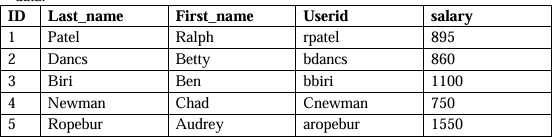 ID Last_name First_name Userid salary
1 Patel Ralph rpatel 895
2 Dancs Betty bdancs 860
3 Biri Ben bbiri 1100
4 Newman Chad Cnewman 750
5 Ropebur Audrey aropebur 1550